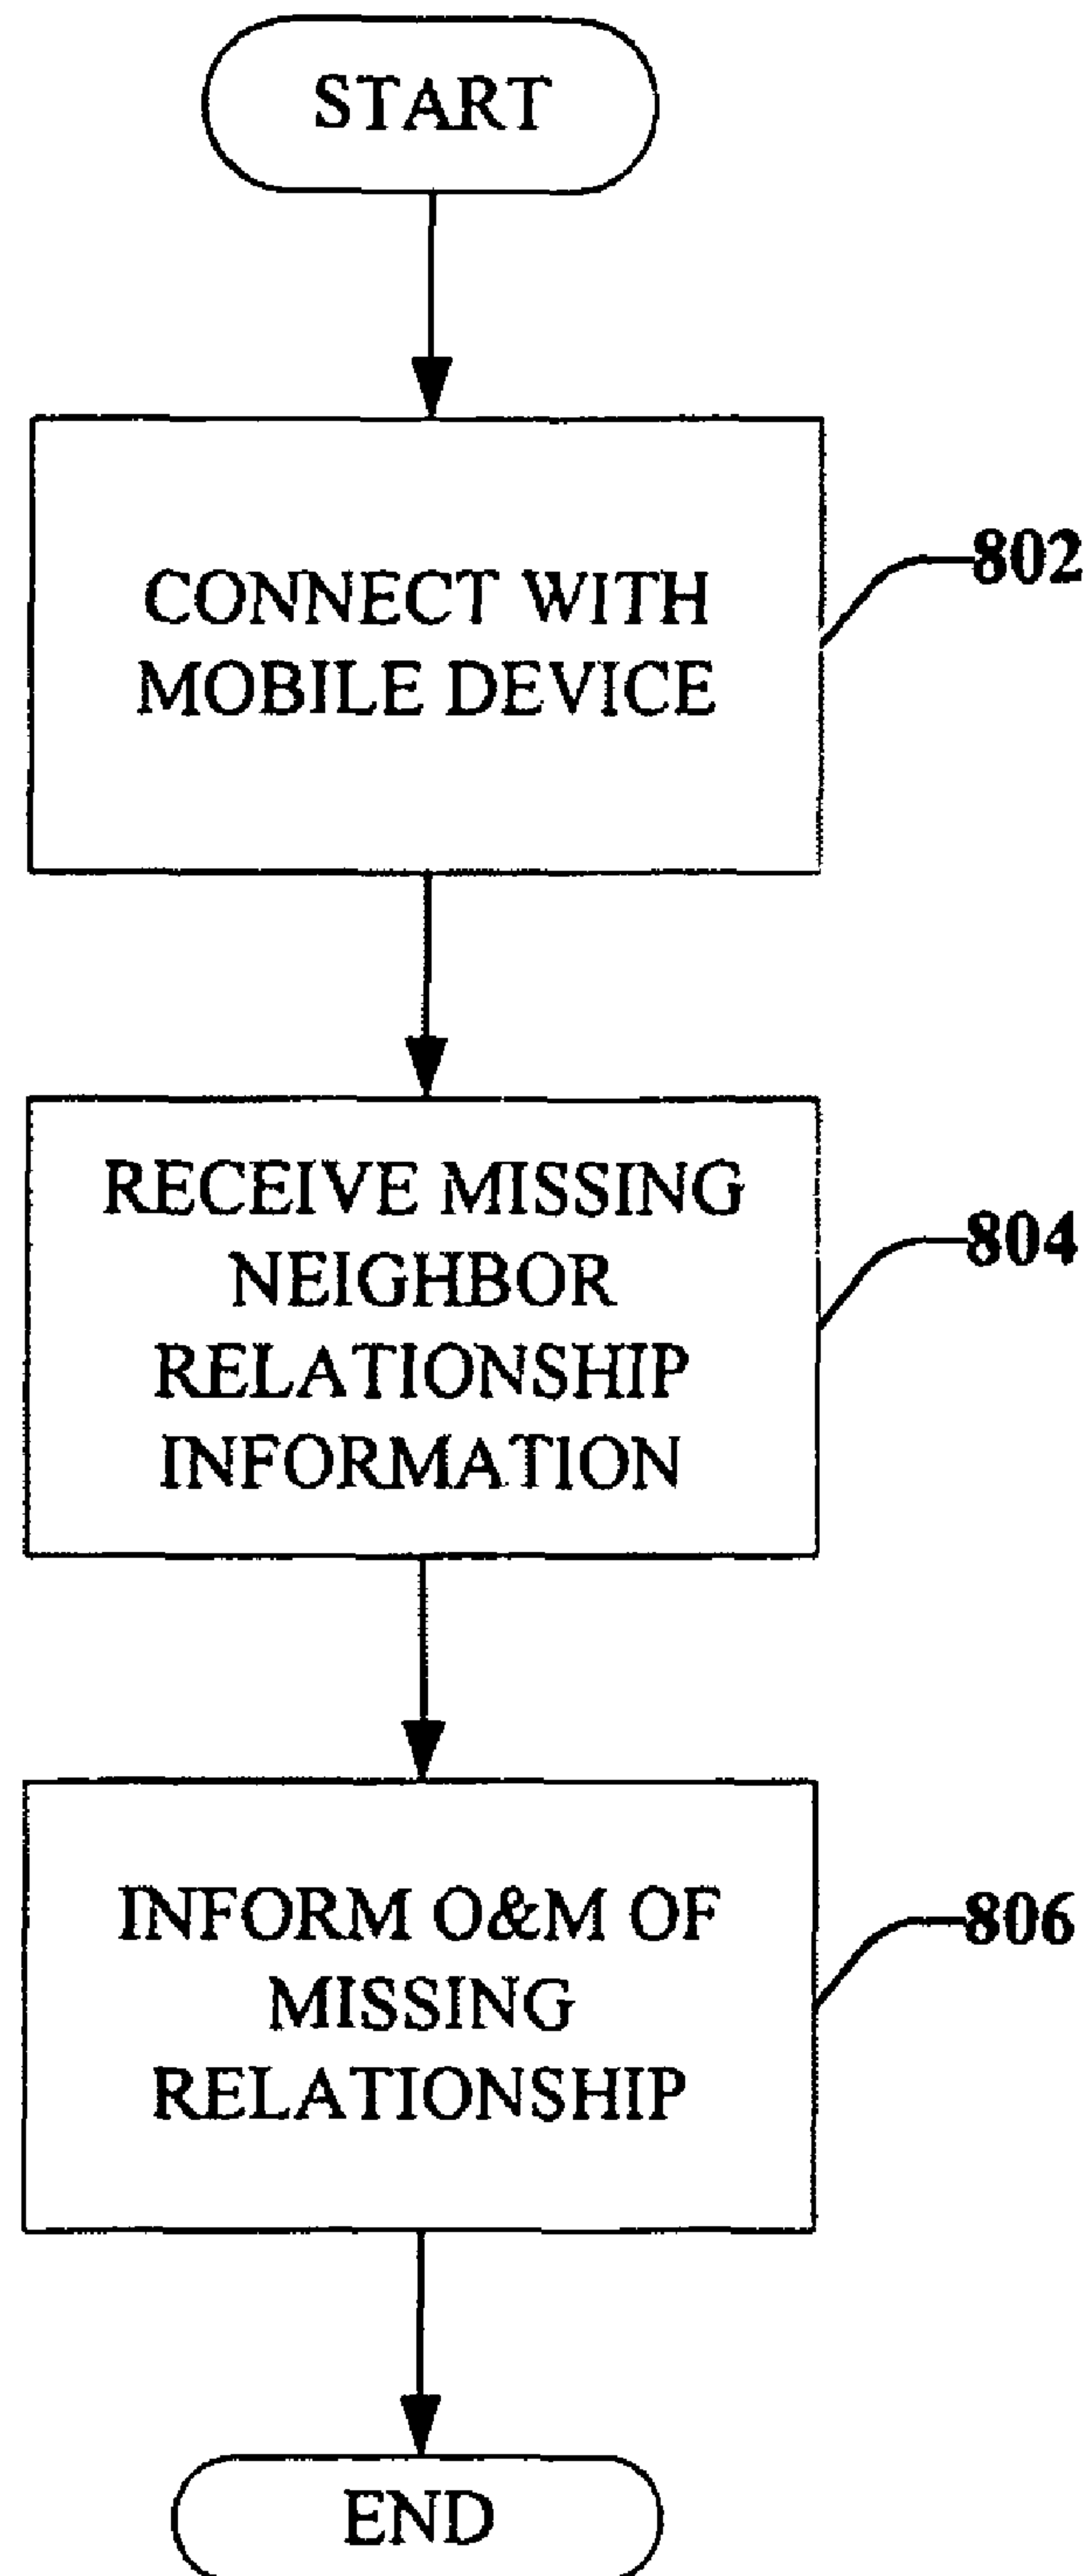 START
CONNECT WITH
MOBILE DEVICE
802
RECEIVE MISSING
NEIGHBOR
RELATIONSHIP
INFORMATION
804
INFORM O&M OF
MISSING
RELATIONSHIP
806
END